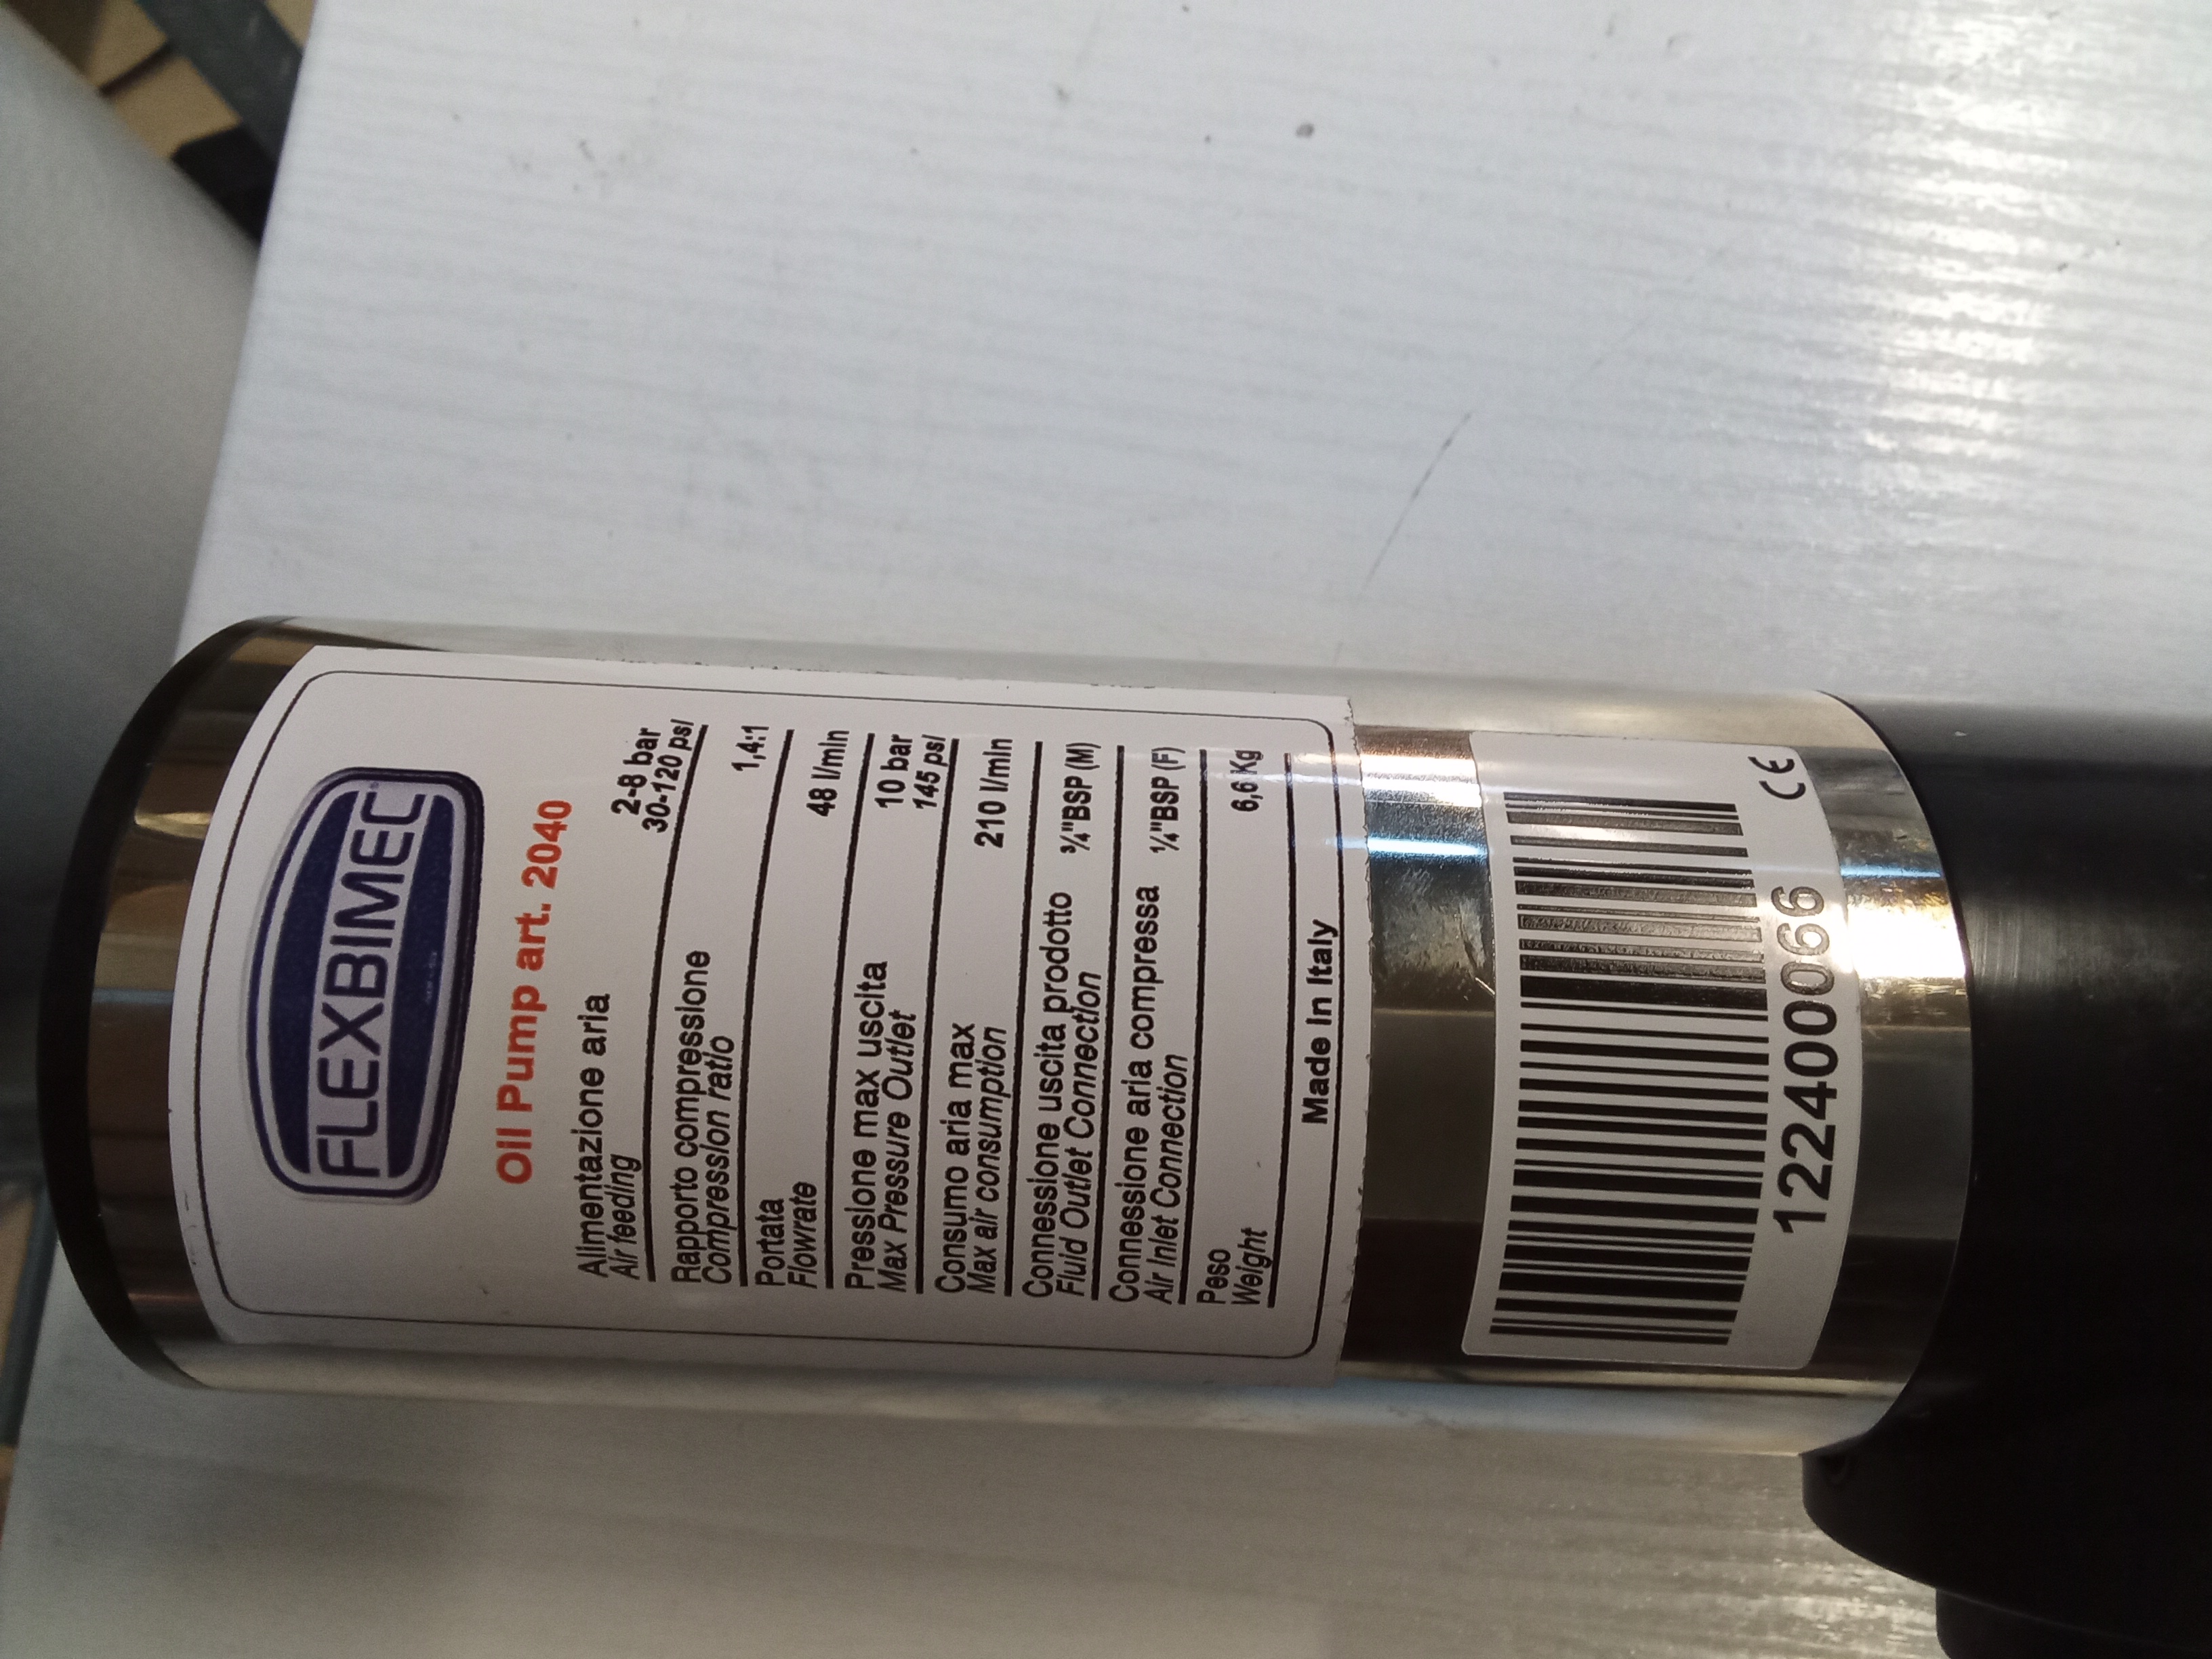 FLEXBIMEC
Oil Pump art. 2040
Alimentazione aria 2-8 bar
Air feeding 30-120 psi
Rapporto compressione 1,4:1
Compression ratio
Portata 48 l/min
Flowrate
Pressione max uscita 10 bar
Max Pressure Outlet 145 psi
Consumo aria max 210 l/min
Max air consumption
Connessione uscita prodotto ¾"BSP (M)
Fluid Outlet Connection
Connessione aria compressa ¼"BSP (F)
Air Inlet Connection
Peso 6,6 Kg
Weight
Made in Italy
12240066 CE